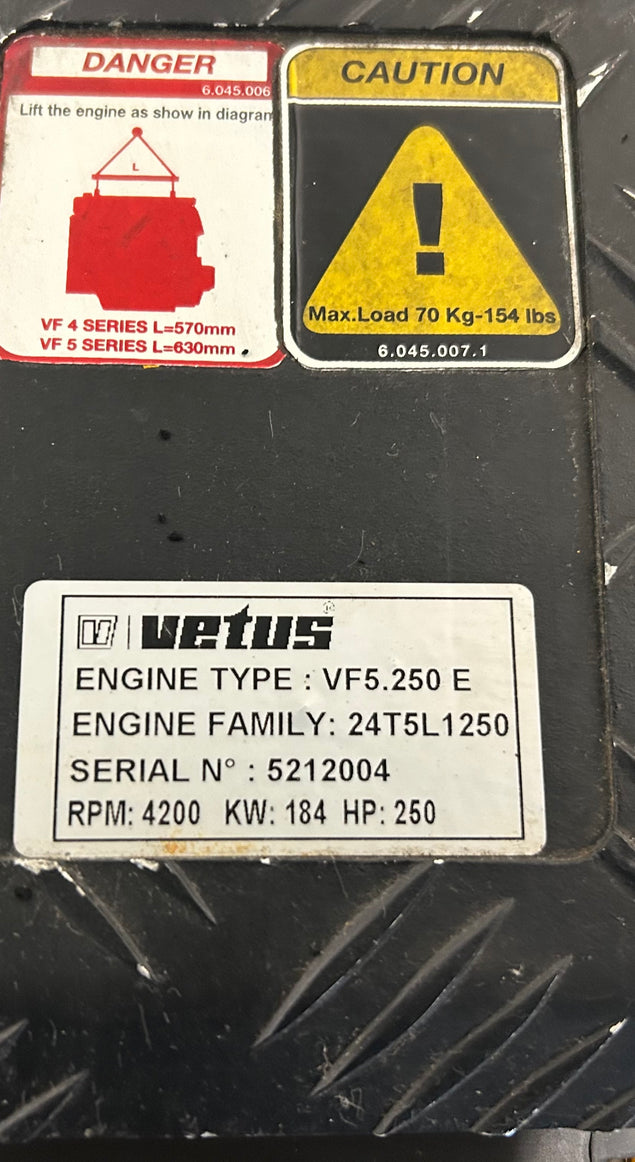 DANGER
6.045.006
Lift the engine as show in diagram
L
VF 4 SERIES L=570mm
VF 5 SERIES L=630mm
CAUTION
!
Max.Load 70 Kg-154 lbs
6.045.007.1
V | vetus®
ENGINE TYPE : VF5.250 E
ENGINE FAMILY: 24T5L1250
SERIAL N° : 5212004
RPM: 4200 KW: 184 HP: 250